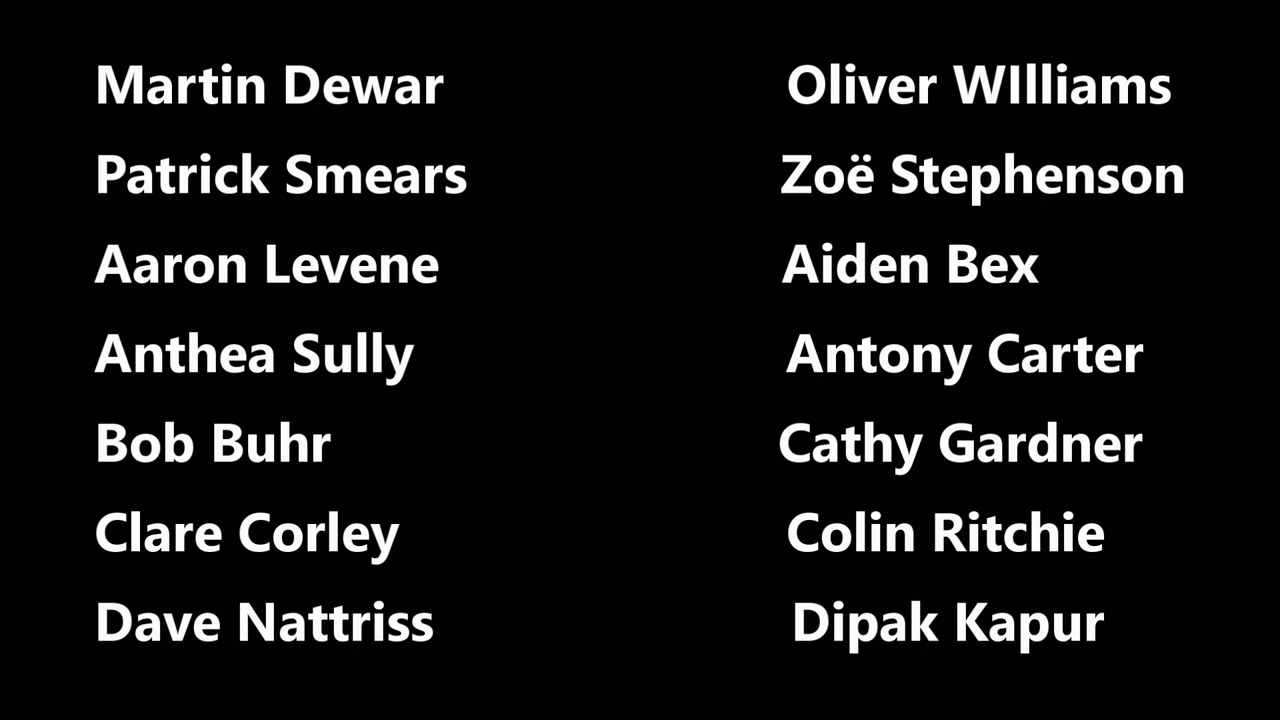 Martin Dewar Oliver WIlliams
Patrick Smears Zoë Stephenson
Aaron Levene Aiden Bex
Anthea Sully Antony Carter
Bob Buhr Cathy Gardner
Clare Corley Colin Ritchie
Dave Nattriss Dipak Kapur